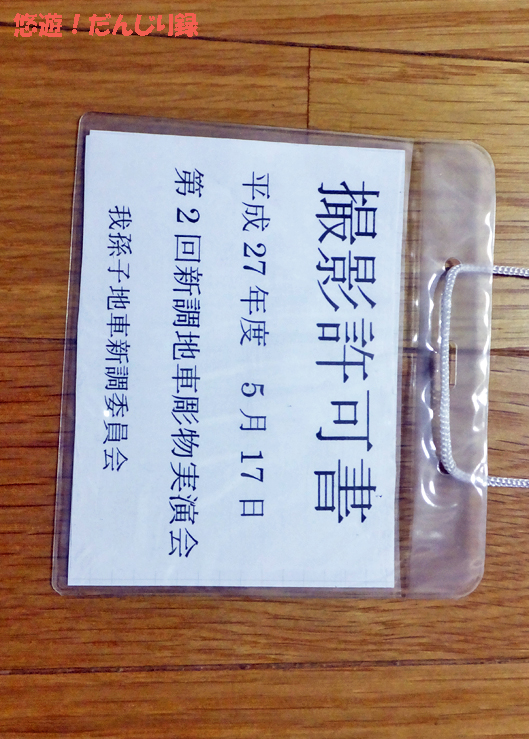 悠遊！だんじり録
撮影許可書
平成27年度 5月17日
第2回新調地車彫物実演会
我孫子地車新調委員会